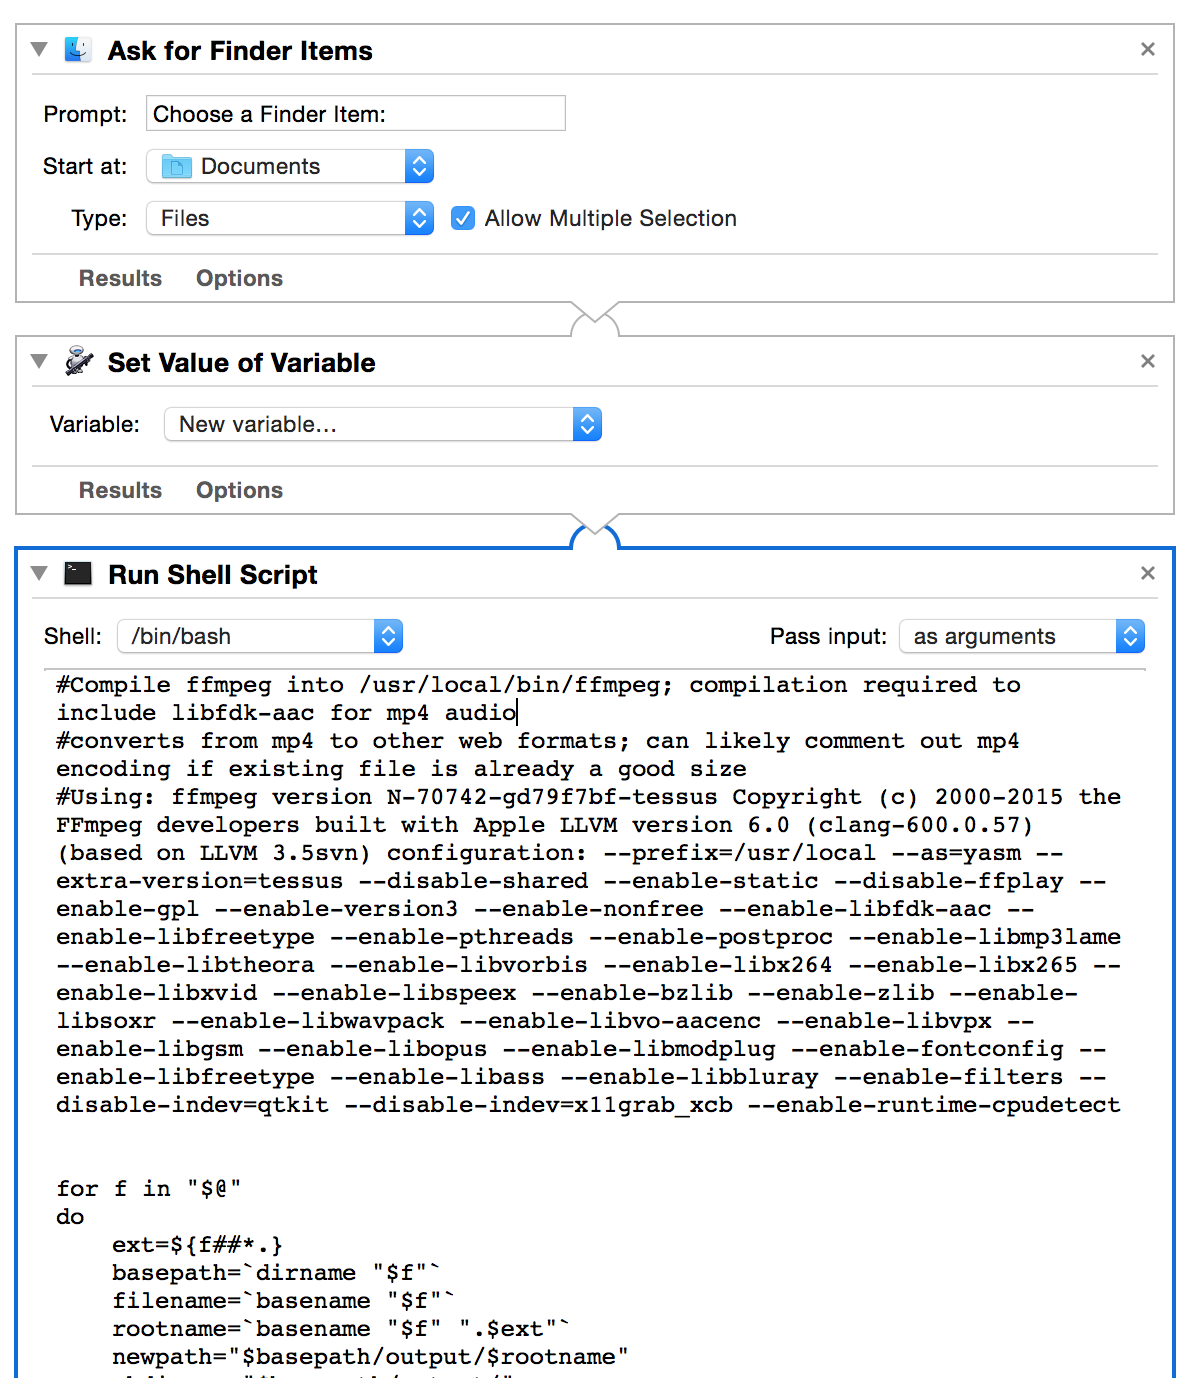 Ask for Finder Items
Prompt: Choose a Finder Item:
Start at: Documents
Type: Files Allow Multiple Selection
Results Options
Set Value of Variable
Variable: New variable...
Results Options
Run Shell Script
Shell: /bin/bash Pass input: as arguments
#Compile ffmpeg into /usr/local/bin/ffmpeg; compilation required to
include libfdk-aac for mp4 audio
#converts from mp4 to other web formats; can likely comment out mp4
encoding if existing file is already a good size
#Using: ffmpeg version N-70742-gd79f7bf-tessus Copyright (c) 2000-2015 the
FFmpeg developers built with Apple LLVM version 6.0 (clang-600.0.57)
(based on LLVM 3.5svn) configuration: --prefix=/usr/local --as=yasm --
extra-version=tessus --disable-shared --enable-static --disable-ffplay --
enable-gpl --enable-version3 --enable-nonfree --enable-libfdk-aac --
enable-libfreetype --enable-pthreads --enable-postproc --enable-libmp3lame
--enable-libtheora --enable-libvorbis --enable-libx264 --enable-libx265 --
enable-libxvid --enable-libspeex --enable-bzlib --enable-zlib --enable-
libsoxr --enable-libwavpack --enable-libvo-aacenc --enable-libvpx --
enable-libgsm --enable-libopus --enable-libmodplug --enable-fontconfig --
enable-libfreetype --enable-libass --enable-libbluray --enable-filters --
disable-indev=qtkit --disable-indev=x11grab_xcb --enable-runtime-cpudetect
for f in "$@"
do
ext=${f##*.}
basepath=`dirname "$f"`
filename=`basename "$f"`
rootname=`basename "$f" ".$ext"`
newpath="$basepath/output/$rootname"